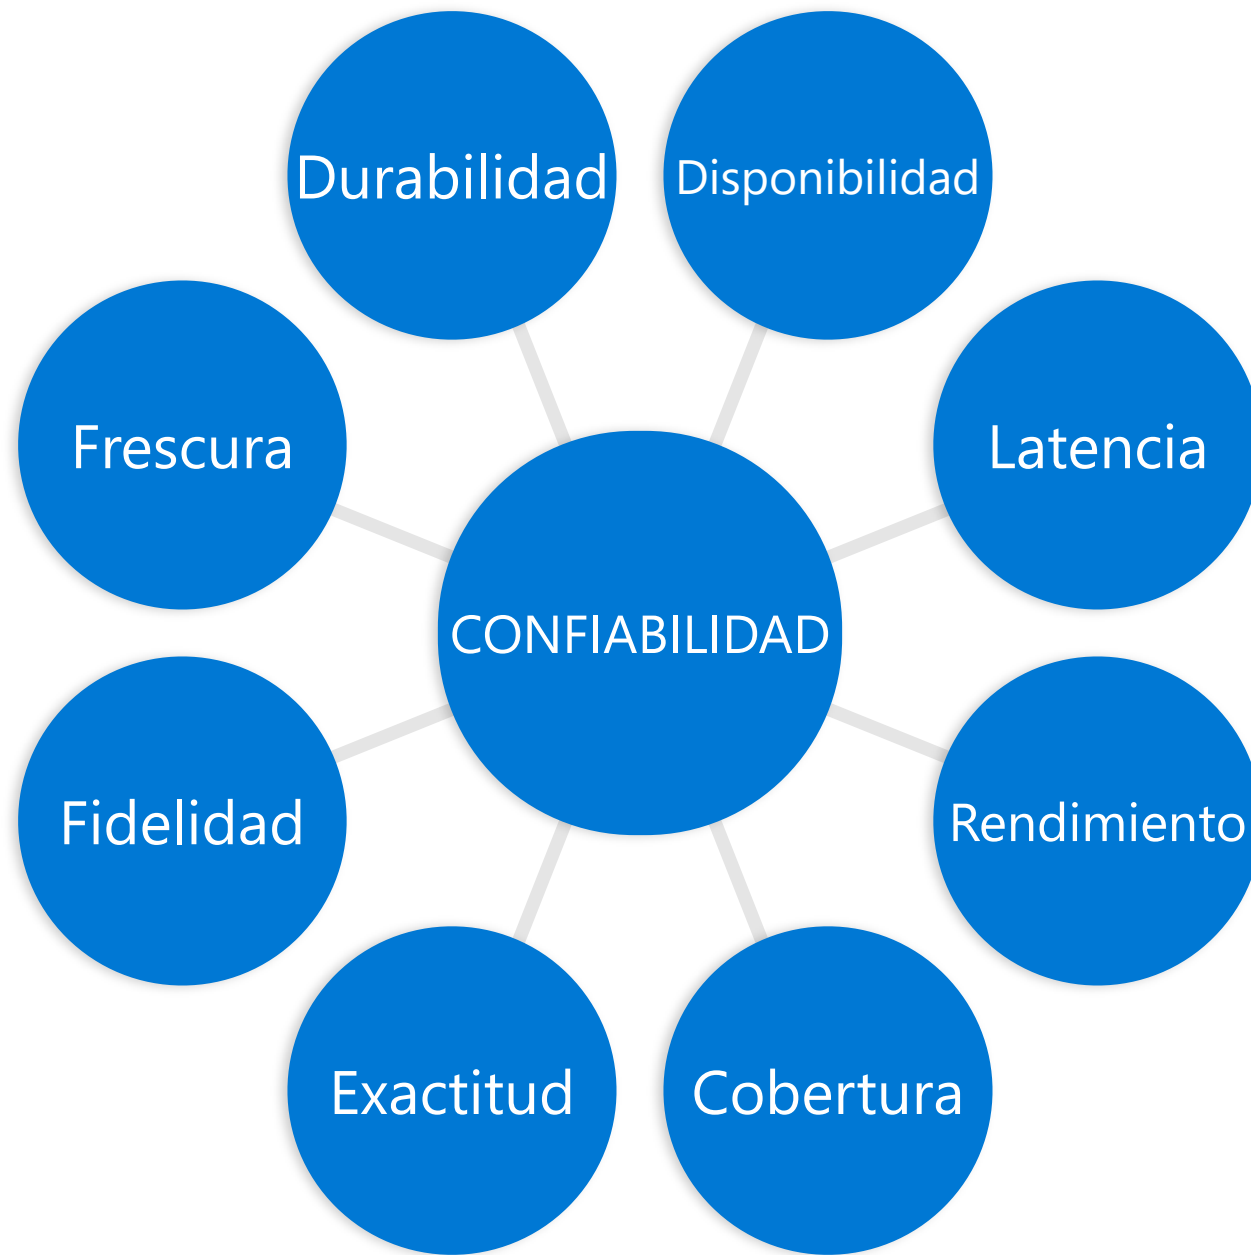 Durabilidad
Disponibilidad
Frescura
Latencia
CONFIABILIDAD
Fidelidad
Rendimiento
Exactitud
Cobertura